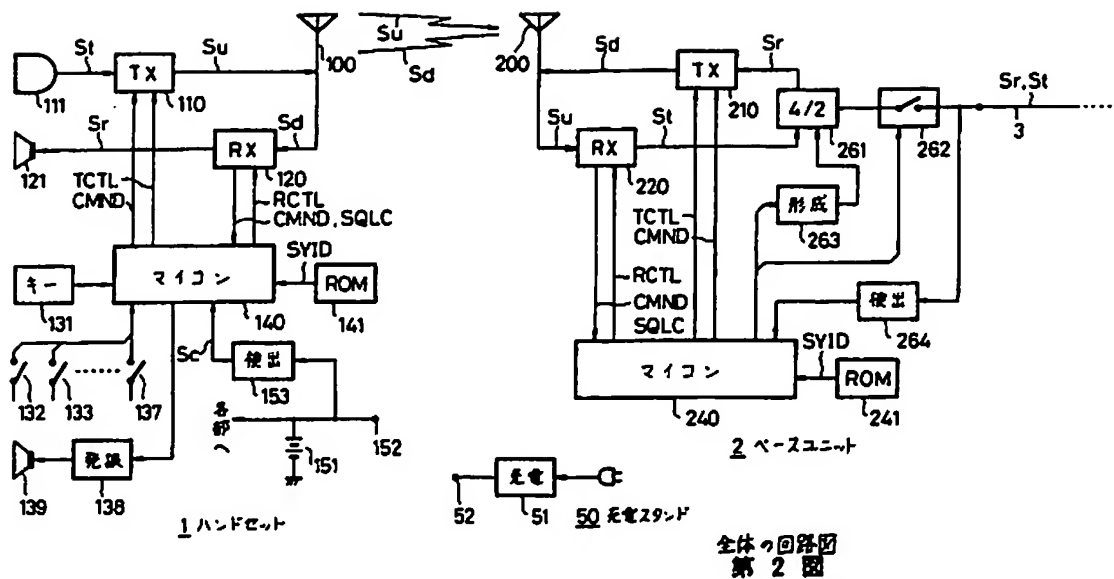 St
TX
Su
111
110
100
Su
Sd
Sr
Sd
121
RX
120
TCTL
CMND
RCTL
CMND, SQLC
SYID
キー
131
マイコン
140
ROM
141
Sc
検出
153
132
133
137
各部へ
151
152
発振
139
138
1 ハンドセット
200
Sd
TX
210
Sr
Sr, St
3
4/2
261
262
Su
RX
220
St
TCTL
CMND
形成
263
RCTL
CMND
SQLC
検出
264
SYID
マイコン
240
ROM
241
2 ベースユニット
52
充電
51
50 充電スタンド
全体の回路図
第 2 図